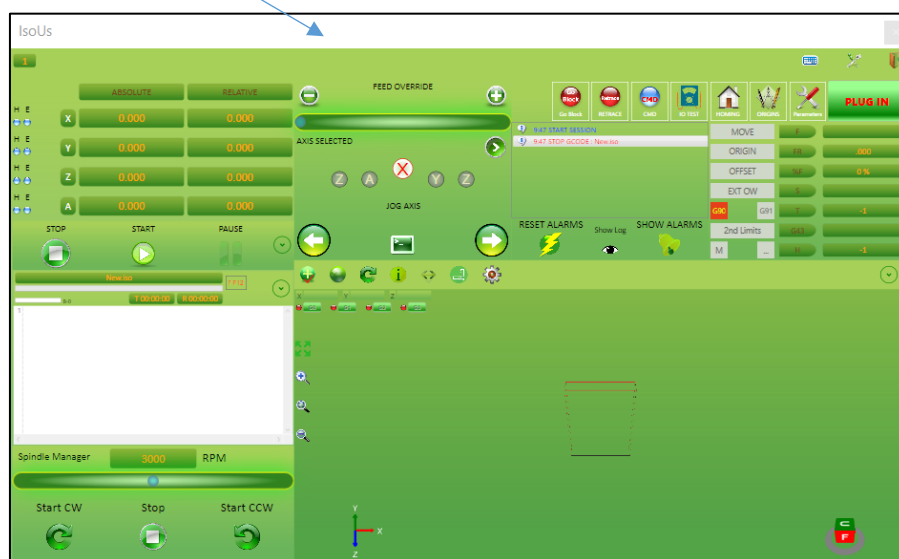 IsoUs
1
ABSOLUTE RELATIVE
H E
X 0.000 0.000
H E
Y 0.000 0.000
H E
Z 0.000 0.000
H E
A 0.000 0.000
STOP START PAUSE
FEED OVERRIDE
AXIS SELECTED
Z A X Y Z
JOG AXIS
Go Block RETRACE CMD IO TEST HOMING ORIGINS Parameters
PLUG IN
9:47 START SESSION
9:47 STOP GCODE : New.iso
RESET ALARMS Show Log SHOW ALARMS
MOVE F
ORIGIN FR .000
OFFSET %F 0 %
EXT OW S
G90 G91 T -1
2nd Limits G43
M ... -1
New.iso
T 00:00:00 R 00:00:00
1
X Y Z
Spindle Manager 3000 RPM
Start CW Stop Start CCW
Y
X
Z
C
F